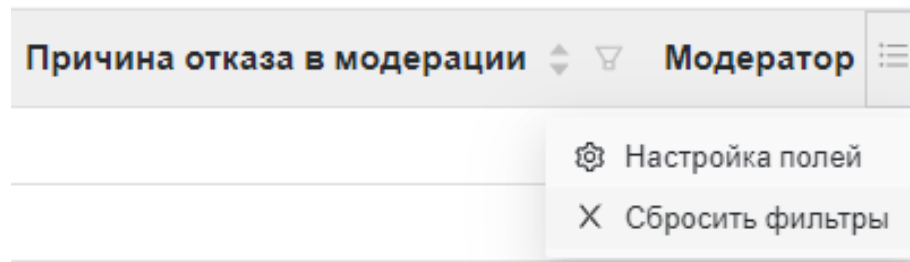 Причина отказа в модерации Модератор
Настройка полей
Сбросить фильтры